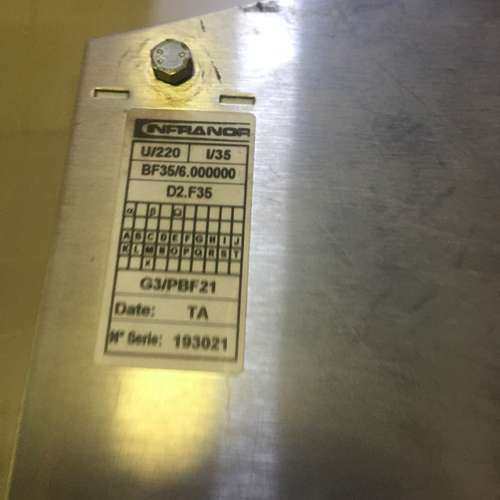 INFRANOR
U/220 I/35
BF35/6.000000
D2.F35
α β Ω
A B C D E F G H I J
K L M N O P Q R S T
K
G3/PBF21
Date: TA
N° Serie: 193021